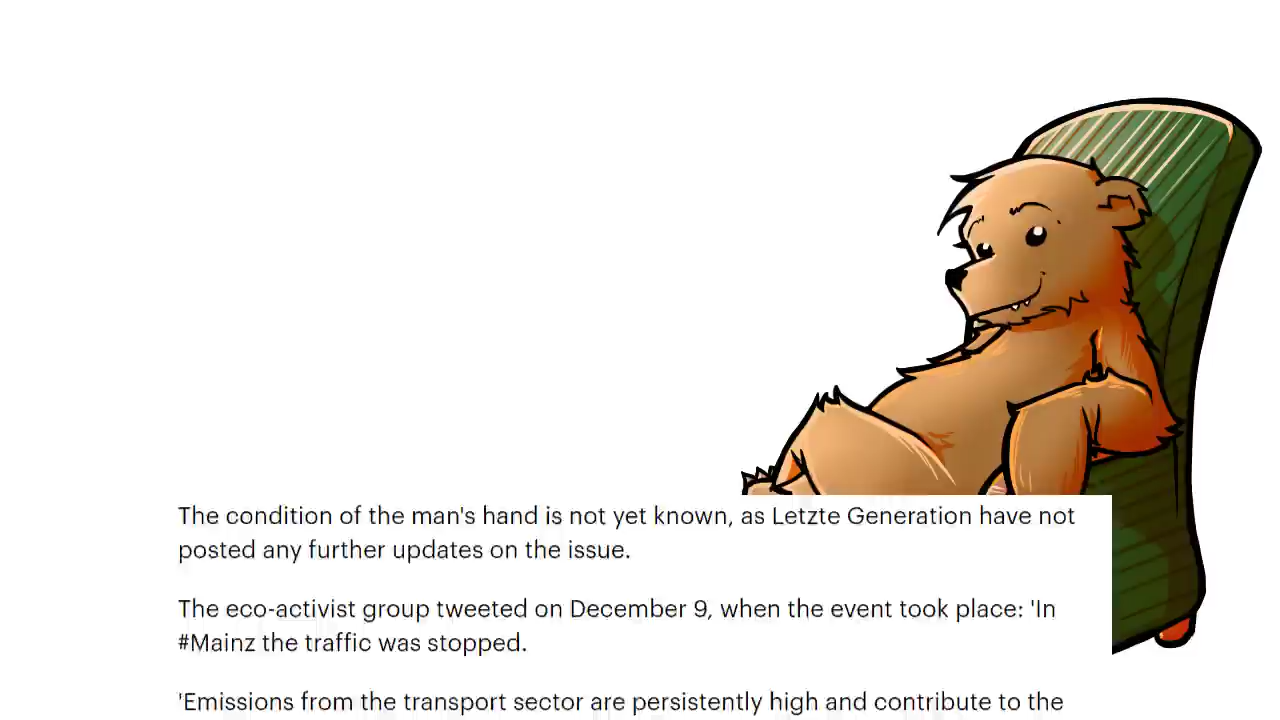 The condition of the man's hand is not yet known, as Letzte Generation have not
posted any further updates on the issue.
The eco-activist group tweeted on December 9, when the event took place: 'In
#Mainz the traffic was stopped.
'Emissions from the transport sector are persistently high and contribute to the